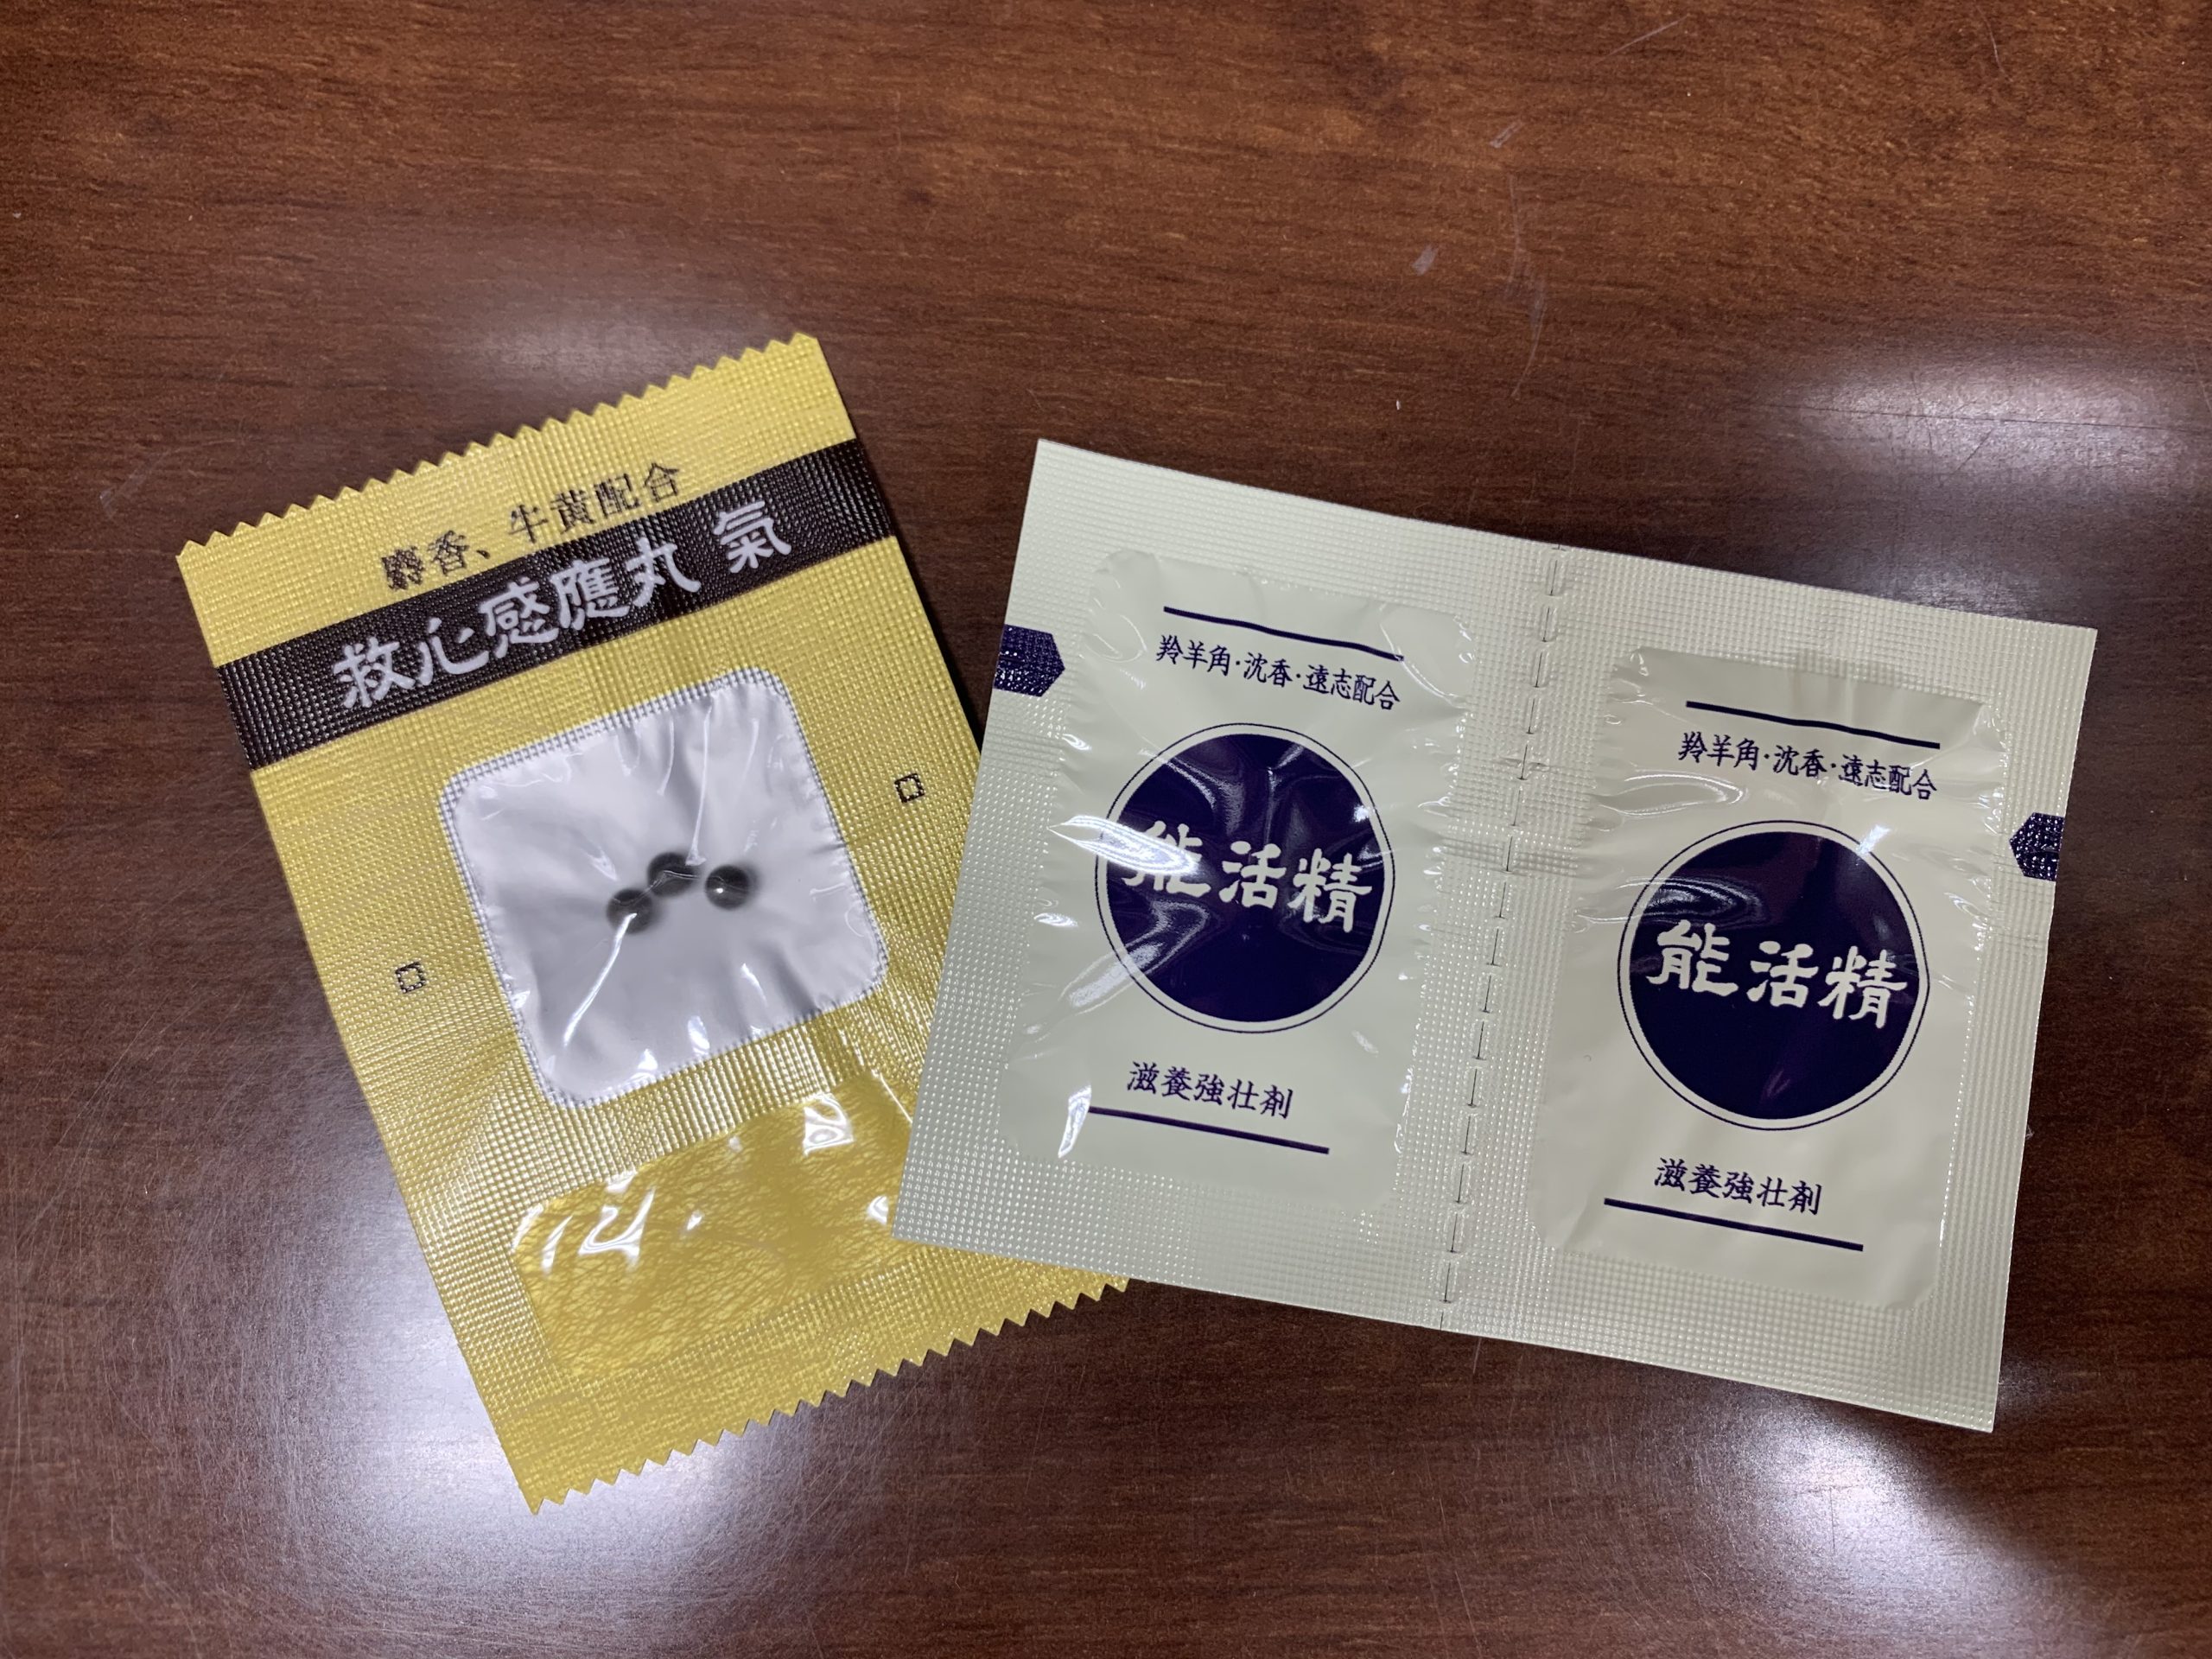 麝香、牛黄配合
救心感應丸 氣
羚羊角·沈香·遠志配合
能活精
滋養強壮剤
羚羊角·沈香·遠志配合
能活精
滋養強壮剤